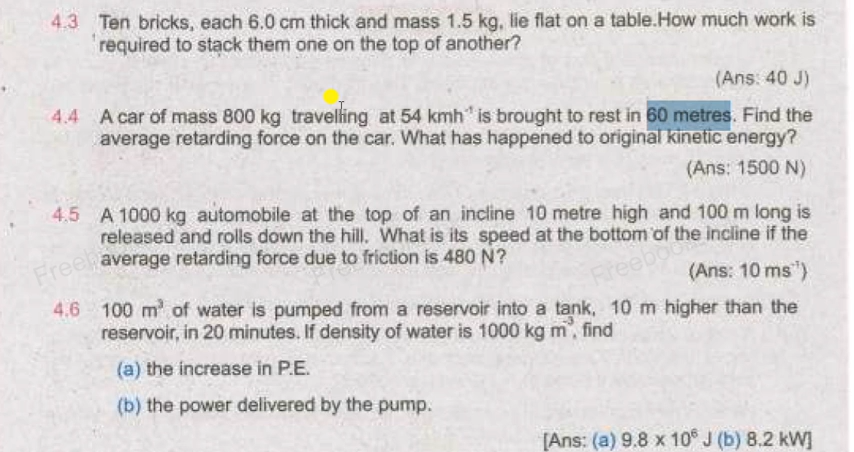 4.3 Ten bricks, each 6.0 cm thick and mass 1.5 kg, lie flat on a table.How much work is
required to stack them one on the top of another?
(Ans: 40 J)
4.4 A car of mass 800 kg travelling at 54 kmh⁻¹ is brought to rest in 60 metres. Find the
average retarding force on the car. What has happened to original kinetic energy?
(Ans: 1500 N)
4.5 A 1000 kg automobile at the top of an incline 10 metre high and 100 m long is
released and rolls down the hill. What is its speed at the bottom of the incline if the
average retarding force due to friction is 480 N?
(Ans: 10 ms⁻¹)
4.6 100 m³ of water is pumped from a reservoir into a tank, 10 m higher than the
reservoir, in 20 minutes. If density of water is 1000 kg m⁻³, find
(a) the increase in P.E.
(b) the power delivered by the pump.
[Ans: (a) 9.8 x 10⁶ J (b) 8.2 kW]